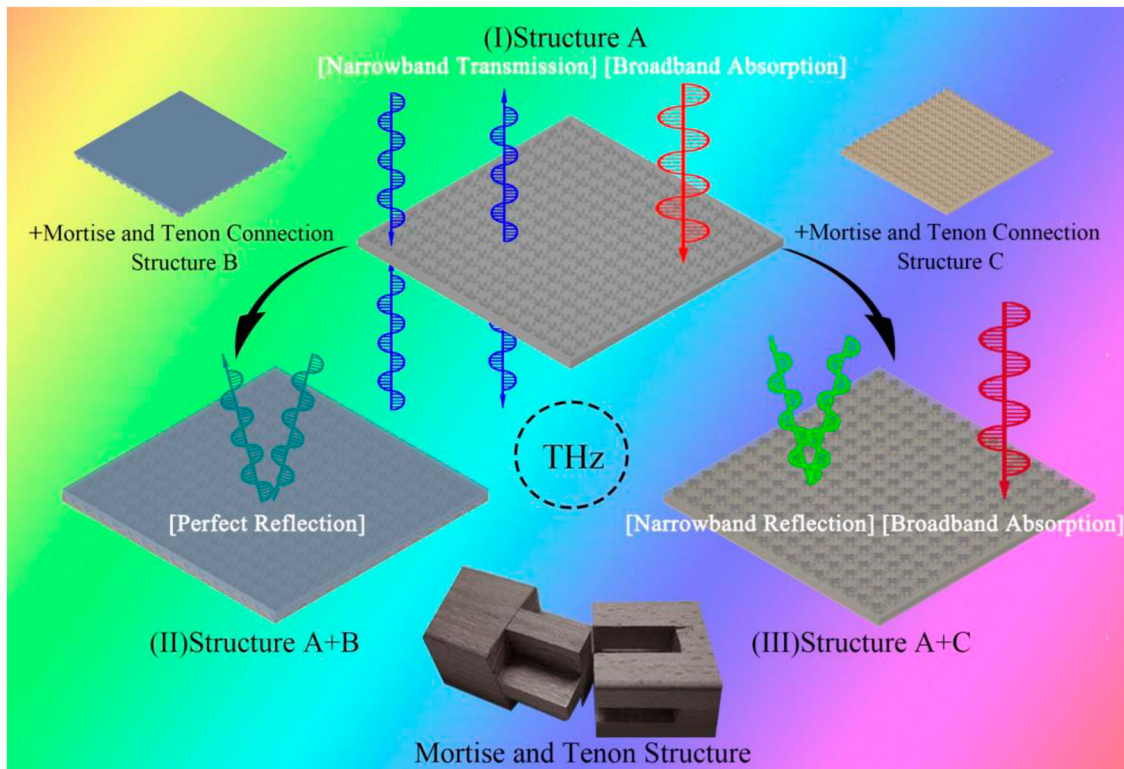 (I)Structure A
[Narrowband Transmission] [Broadband Absorption]
+Mortise and Tenon Connection
Structure B
+Mortise and Tenon Connection
Structure C
THz
[Perfect Reflection]
[Narrowband Reflection] [Broadband Absorption]
(II)Structure A+B
(III)Structure A+C
Mortise and Tenon Structure